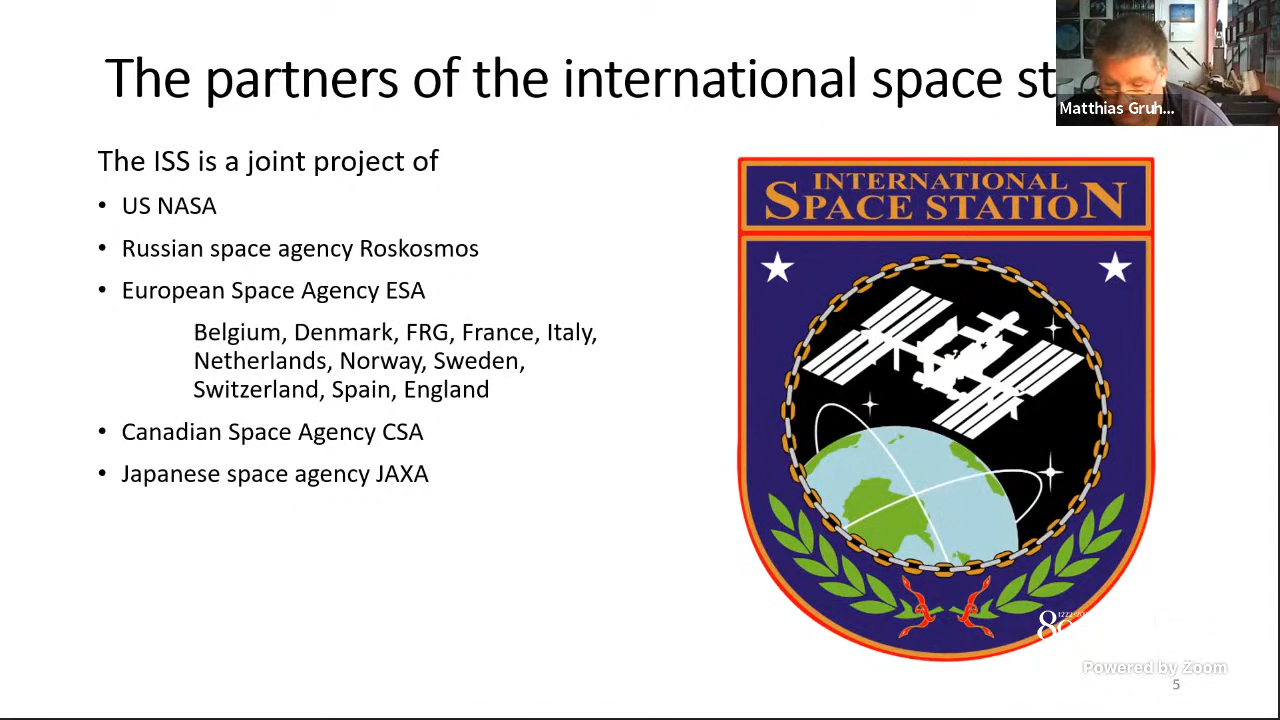 The partners of the international space st
Matthias Gruh...
The ISS is a joint project of
• US NASA
• Russian space agency Roskosmos
• European Space Agency ESA
Belgium, Denmark, FRG, France, Italy,
Netherlands, Norway, Sweden,
Switzerland, Spain, England
• Canadian Space Agency CSA
• Japanese space agency JAXA
INTERNATIONAL
SPACE STATION
Powered by Zoom
5